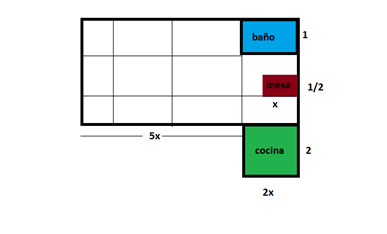 baño 1
mesa 1/2
x
5x
cocina 2
2x